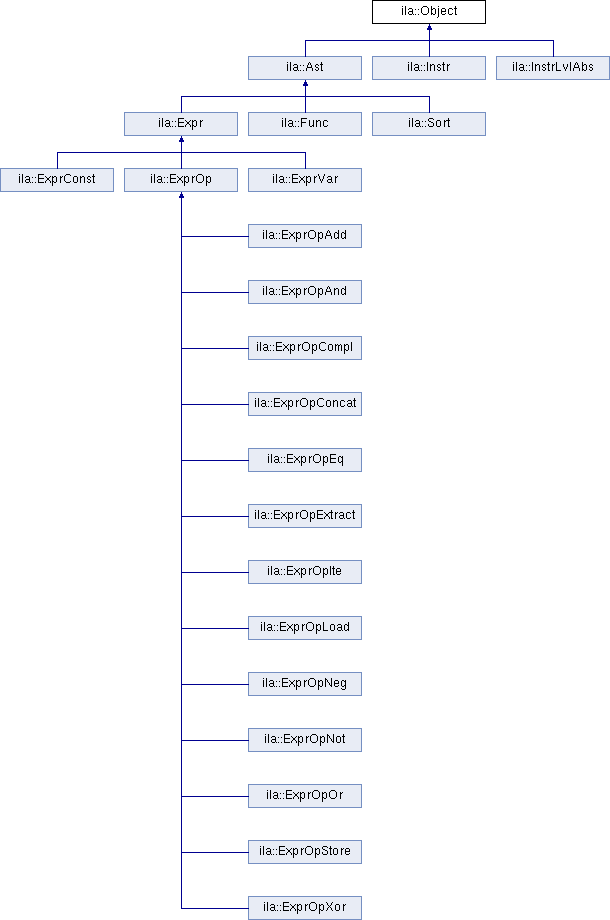 ila::Object
ila::Ast
ila::Instr
ila::InstrLvlAbs
ila::Expr
ila::Func
ila::Sort
ila::ExprConst
ila::ExprOp
ila::ExprVar
ila::ExprOpAdd
ila::ExprOpAnd
ila::ExprOpCompl
ila::ExprOpConcat
ila::ExprOpEq
ila::ExprOpExtract
ila::ExprOpIte
ila::ExprOpLoad
ila::ExprOpNeg
ila::ExprOpNot
ila::ExprOpOr
ila::ExprOpStore
ila::ExprOpXor